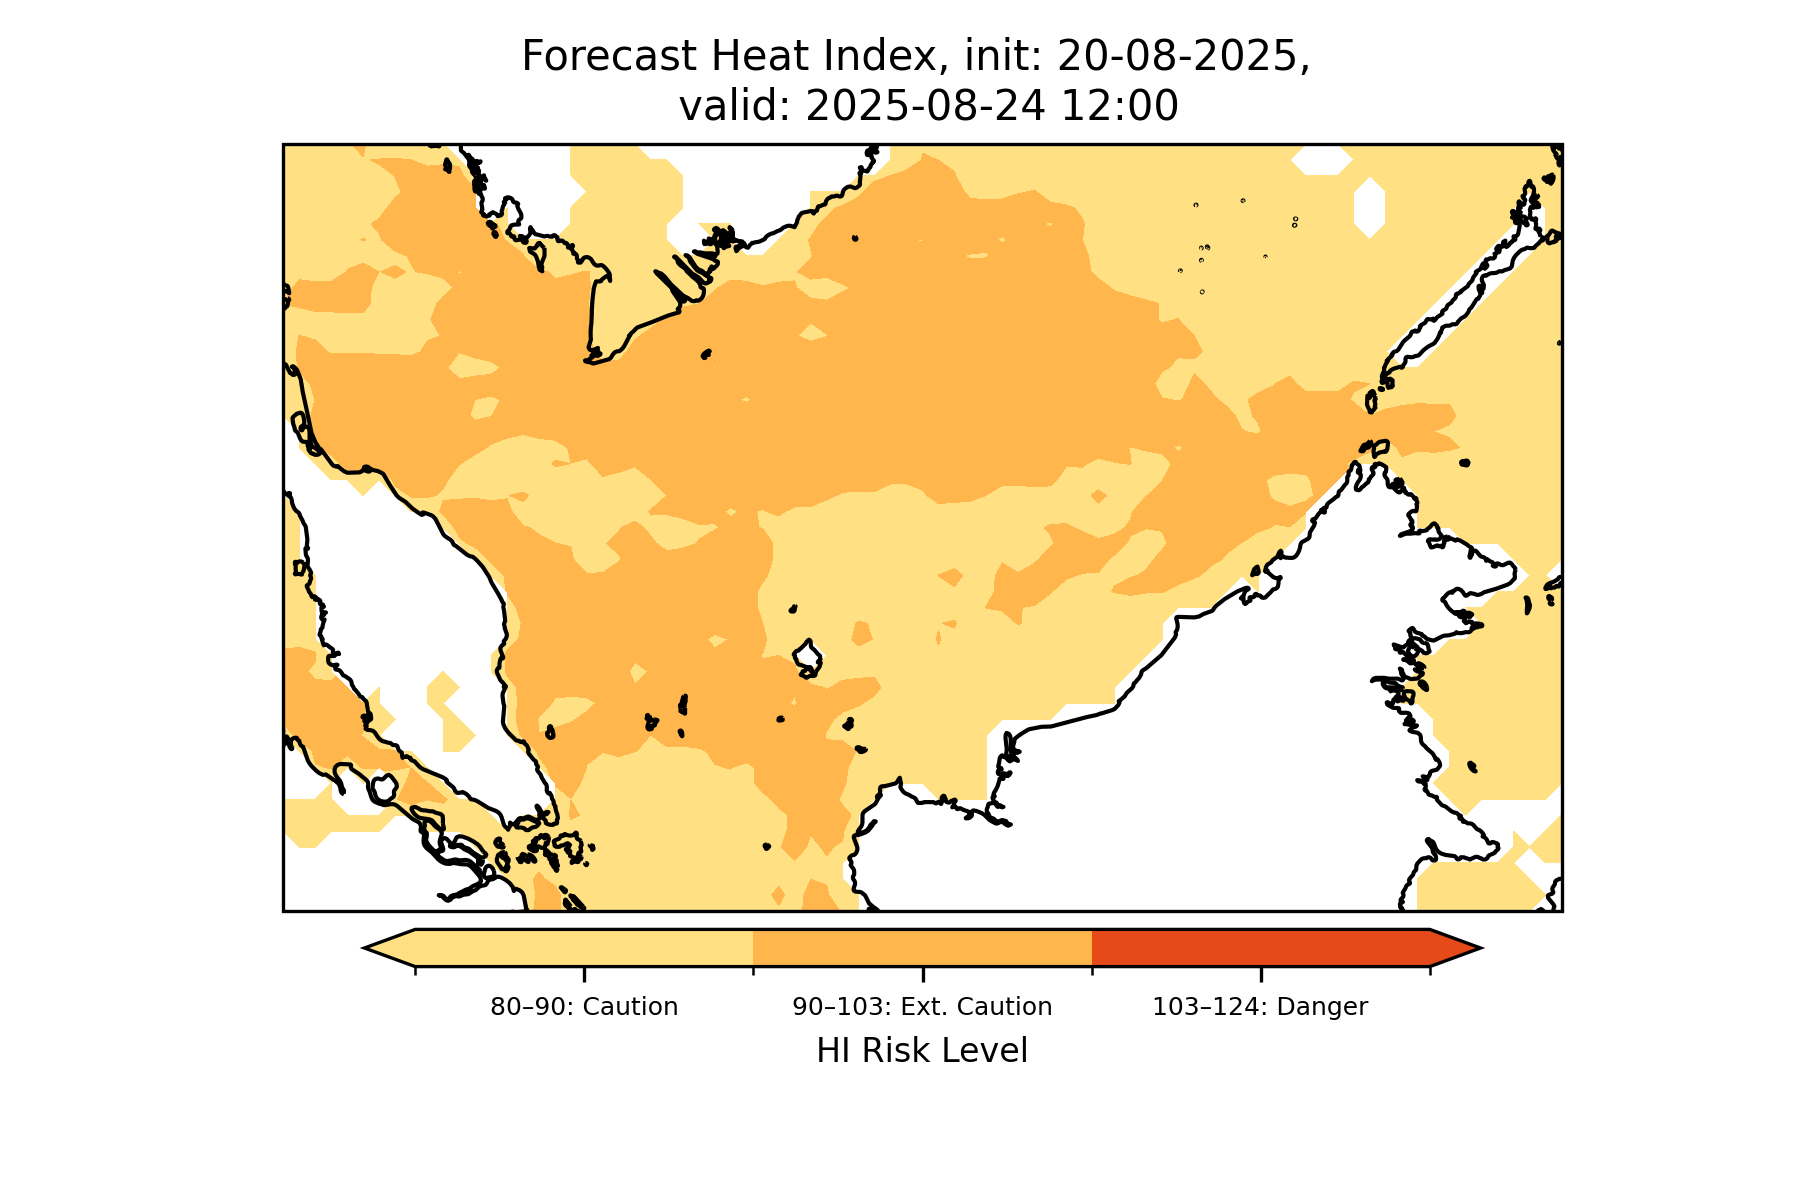 Forecast Heat Index, init: 20-08-2025,
valid: 2025-08-24 12:00
80–90: Caution
90–103: Ext. Caution
103–124: Danger
HI Risk Level